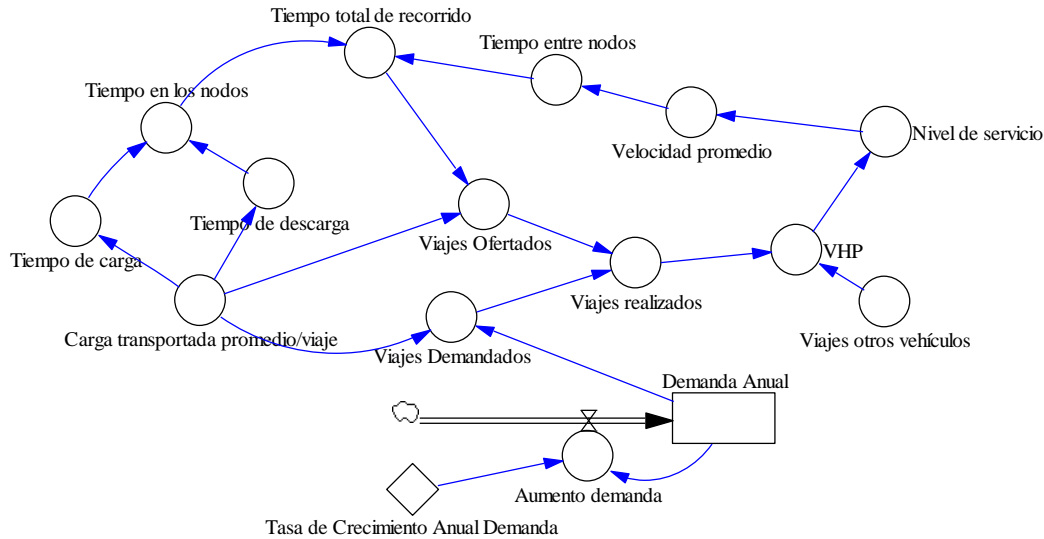 Tiempo total de recorrido
Tiempo entre nodos
Tiempo en los nodos
Nivel de servicio
Velocidad promedio
Tiempo de descarga
Viajes Ofertados
Tiempo de carga
VHP
Viajes realizados
Carga transportada promedio/viaje
Viajes Demandados
Viajes otros vehículos
Demanda Anual
Aumento demanda
Tasa de Crecimiento Anual Demanda